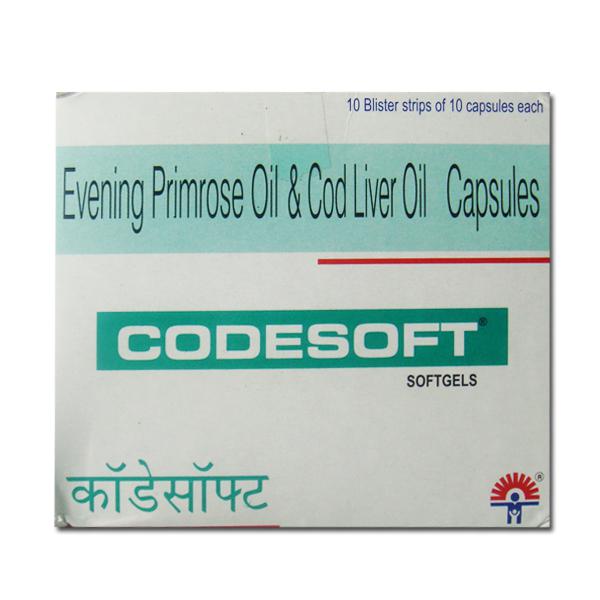 10 Blister strips of 10 capsules each
Evening Primrose Oil & Cod Liver Oil Capsules
CODESOFT®
SOFTGELS
कॉडेसॉफ्ट
®